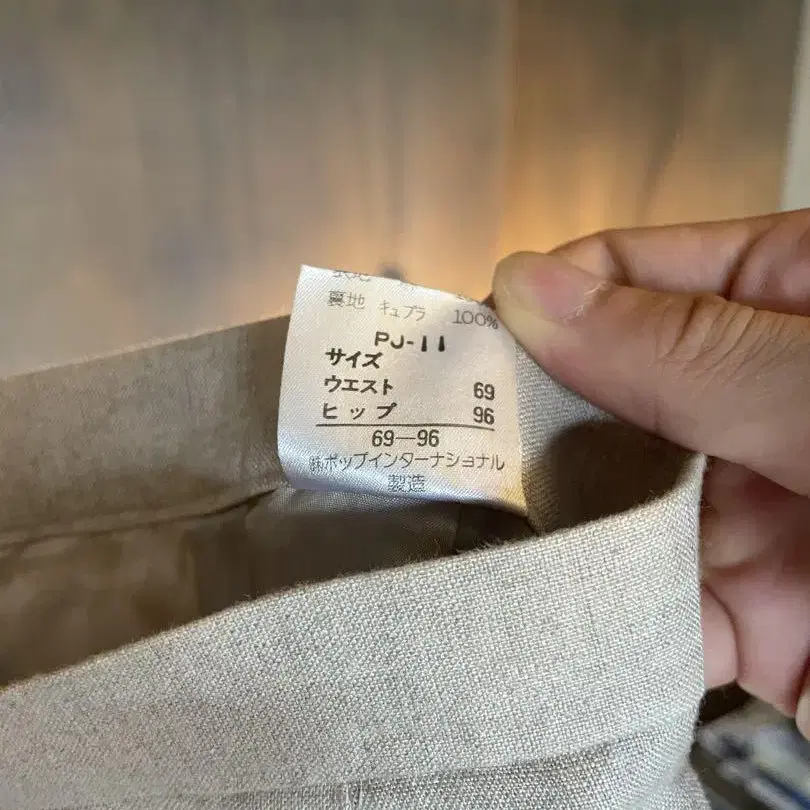 裏地 キュプラ 100%
PJ-11
サイズ
ウエスト 69
ヒップ 96
69—96
㈱ポップインターナショナル
製造